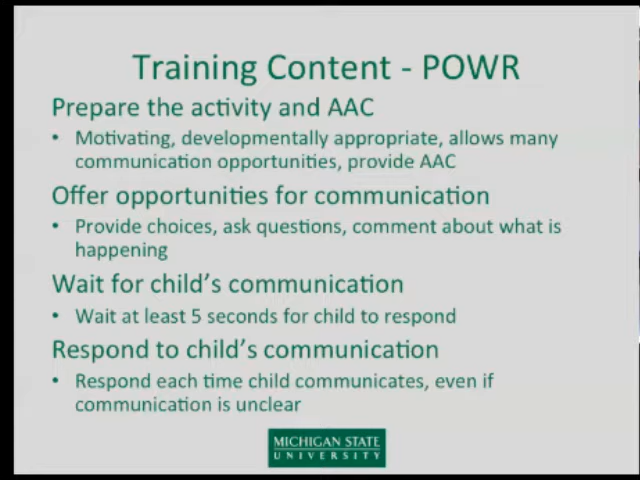 Training Content - POWR
Prepare the activity and AAC
• Motivating, developmentally appropriate, allows many
communication opportunities, provide AAC
Offer opportunities for communication
• Provide choices, ask questions, comment about what is
happening
Wait for child's communication
• Wait at least 5 seconds for child to respond
Respond to child's communication
• Respond each time child communicates, even if
communication is unclear
MICHIGAN STATE
UNIVERSITY